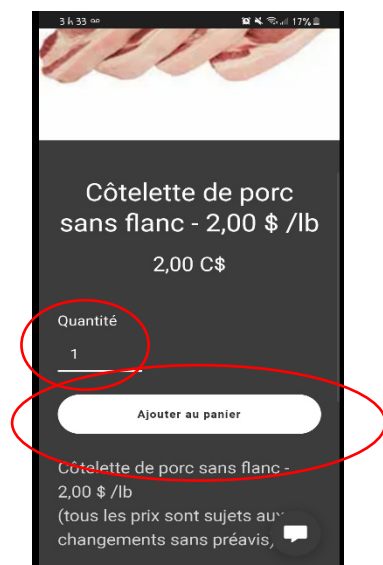 3 h 33
17%
Côtelette de porc
sans flanc - 2,00 $ /lb
2,00 C$
Quantité
1
Ajouter au panier
Côtelette de porc sans flanc -
2,00 $ /lb
(tous les prix sont sujets aux
changements sans préavis)